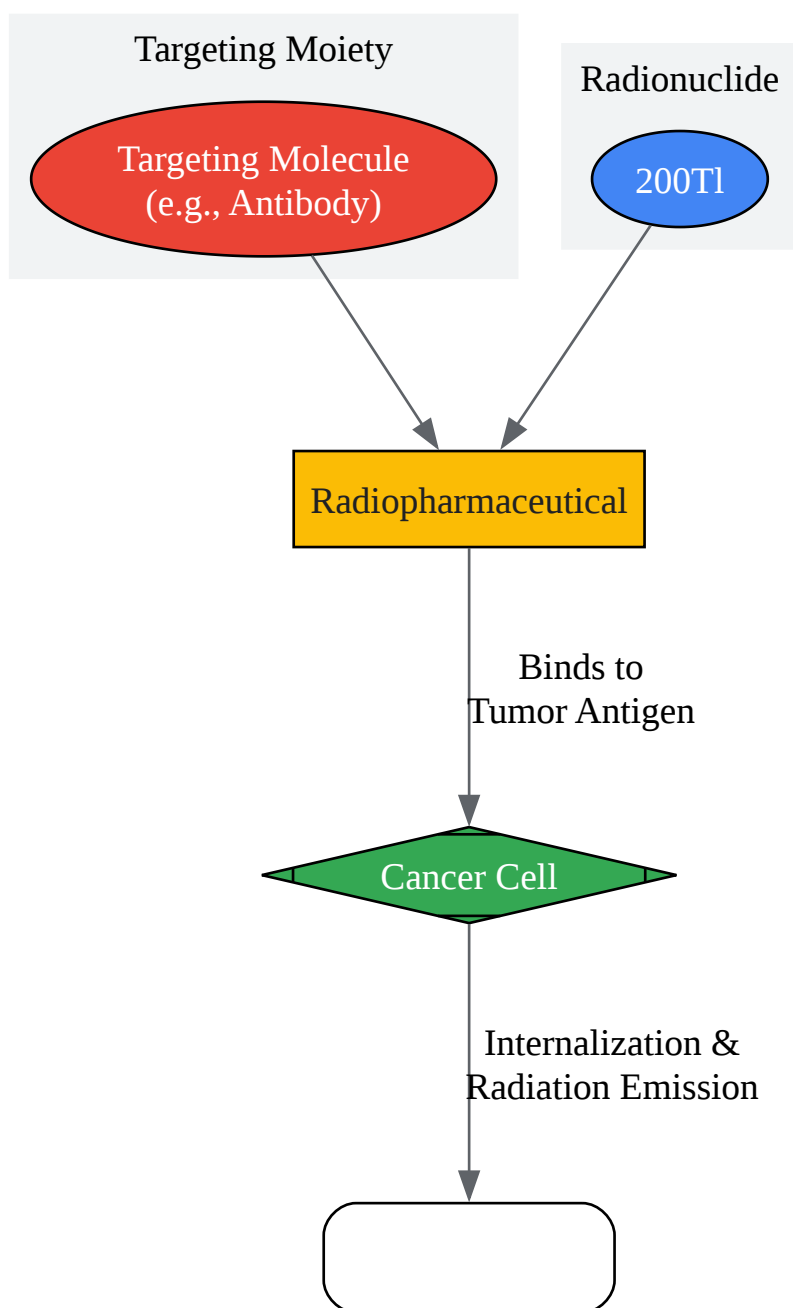 Targeting Moiety
Radionuclide
Targeting Molecule
(e.g., Antibody)
200Tl
Radiopharmaceutical
Binds to
Tumor Antigen
Cancer Cell
Internalization &
Radiation Emission